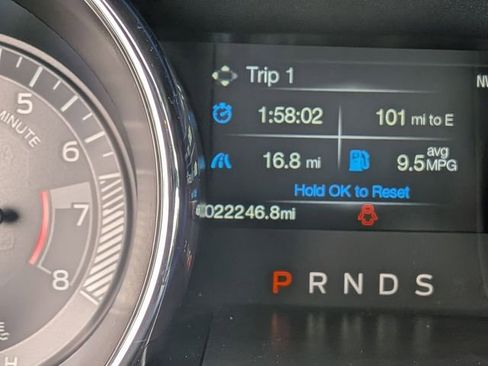 Trip 1
NW
1:58:02
101 mi to E
16.8 mi
9.5 avg MPG
Hold OK to Reset
022246.8mi
P R N D S
5
MINUTE
6
7
8
H